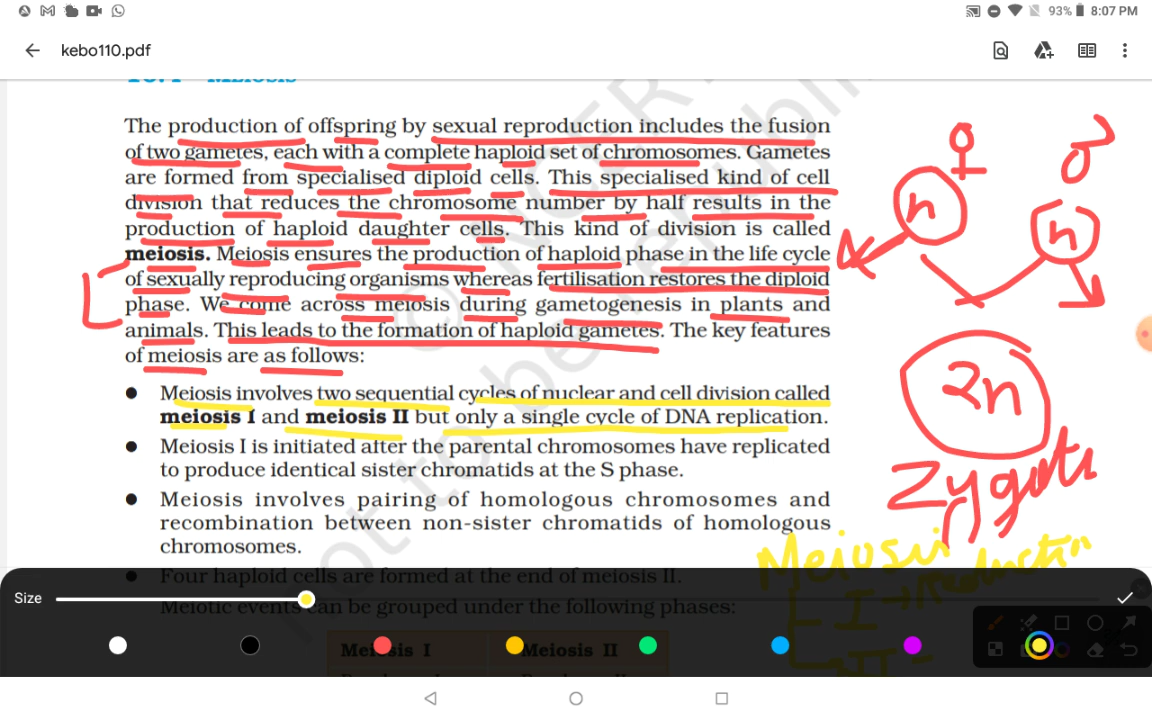 93% 8:07 PM
kebo110.pdf
The production of offspring by sexual reproduction includes the fusion
of two gametes, each with a complete haploid set of chromosomes. Gametes
are formed from specialised diploid cells. This specialised kind of cell
division that reduces the chromosome number by half results in the
production of haploid daughter cells. This kind of division is called
meiosis. Meiosis ensures the production of haploid phase in the life cycle
of sexually reproducing organisms whereas fertilisation restores the diploid
phase. We come across meiosis during gametogenesis in plants and
animals. This leads to the formation of haploid gametes. The key features
of meiosis are as follows:
● Meiosis involves two sequential cycles of nuclear and cell division called
meiosis I and meiosis II but only a single cycle of DNA replication.
● Meiosis I is initiated after the parental chromosomes have replicated
to produce identical sister chromatids at the S phase.
● Meiosis involves pairing of homologous chromosomes and
recombination between non-sister chromatids of homologous
chromosomes.
● Four haploid cells are formed at the end of meiosis II.
Meiotic events can be grouped under the following phases:
Meiosis I Meiosis II
♀ ♂
n n
2n
Zygote
Meiosis
I → Reduction
II -
Size
not to be republi